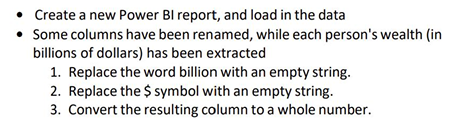 • Create a new Power BI report, and load in the data
• Some columns have been renamed, while each person's wealth (in
billions of dollars) has been extracted
1. Replace the word billion with an empty string.
2. Replace the $ symbol with an empty string.
3. Convert the resulting column to a whole number.